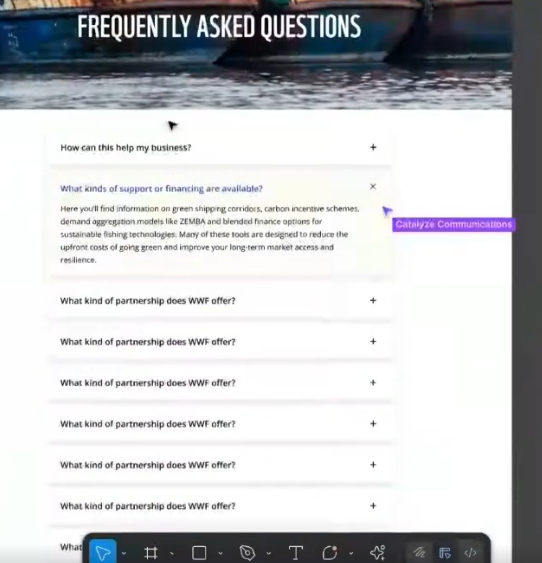 FREQUENTLY ASKED QUESTIONS
How can this help my business?
What kinds of support or financing are available?
Here you'll find information on green shipping corridors, carbon incentive schemes,
demand aggregation models like ZEMBA and blended finance options for
sustainable fishing technologies. Many of these tools are designed to reduce the
upfront costs of going green and improve your long-term market access and
resilience.
Catalyze Communications
What kind of partnership does WWF offer?
What kind of partnership does WWF offer?
What kind of partnership does WWF offer?
What kind of partnership does WWF offer?
What kind of partnership does WWF offer?
What kind of partnership does WWF offer?
What